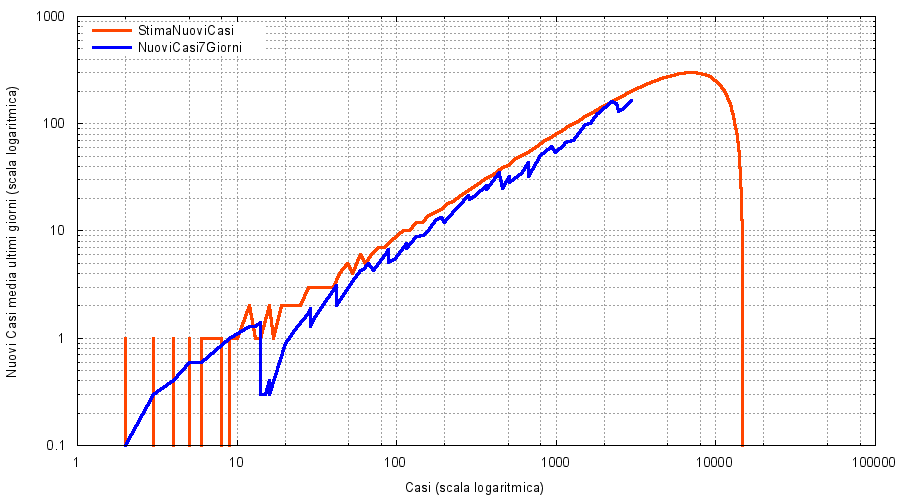 1000
StimaNuoviCasi
NuoviCasi7Giorni
100
10
1
0.1
Nuovi Casi media ultimi giorni (scala logaritmica)
1 10 100 1000 10000 100000
Casi (scala logaritmica)